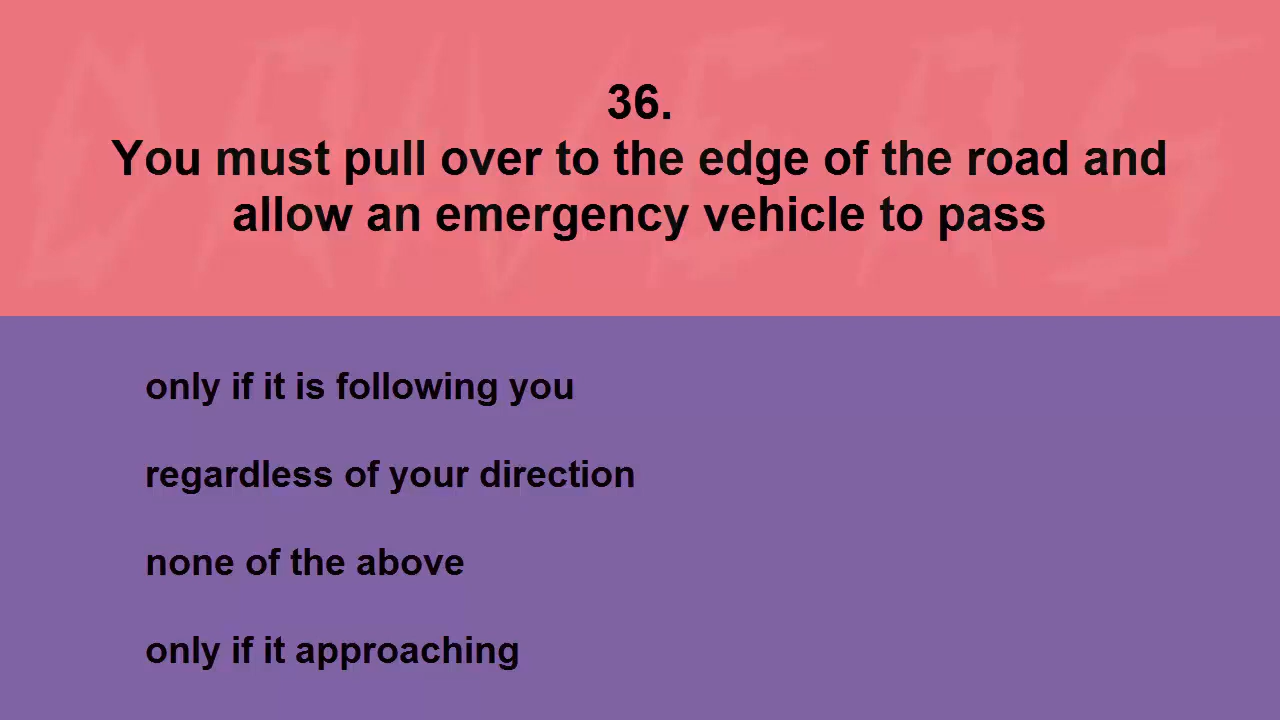 36.
You must pull over to the edge of the road and
allow an emergency vehicle to pass
only if it is following you
regardless of your direction
none of the above
only if it approaching